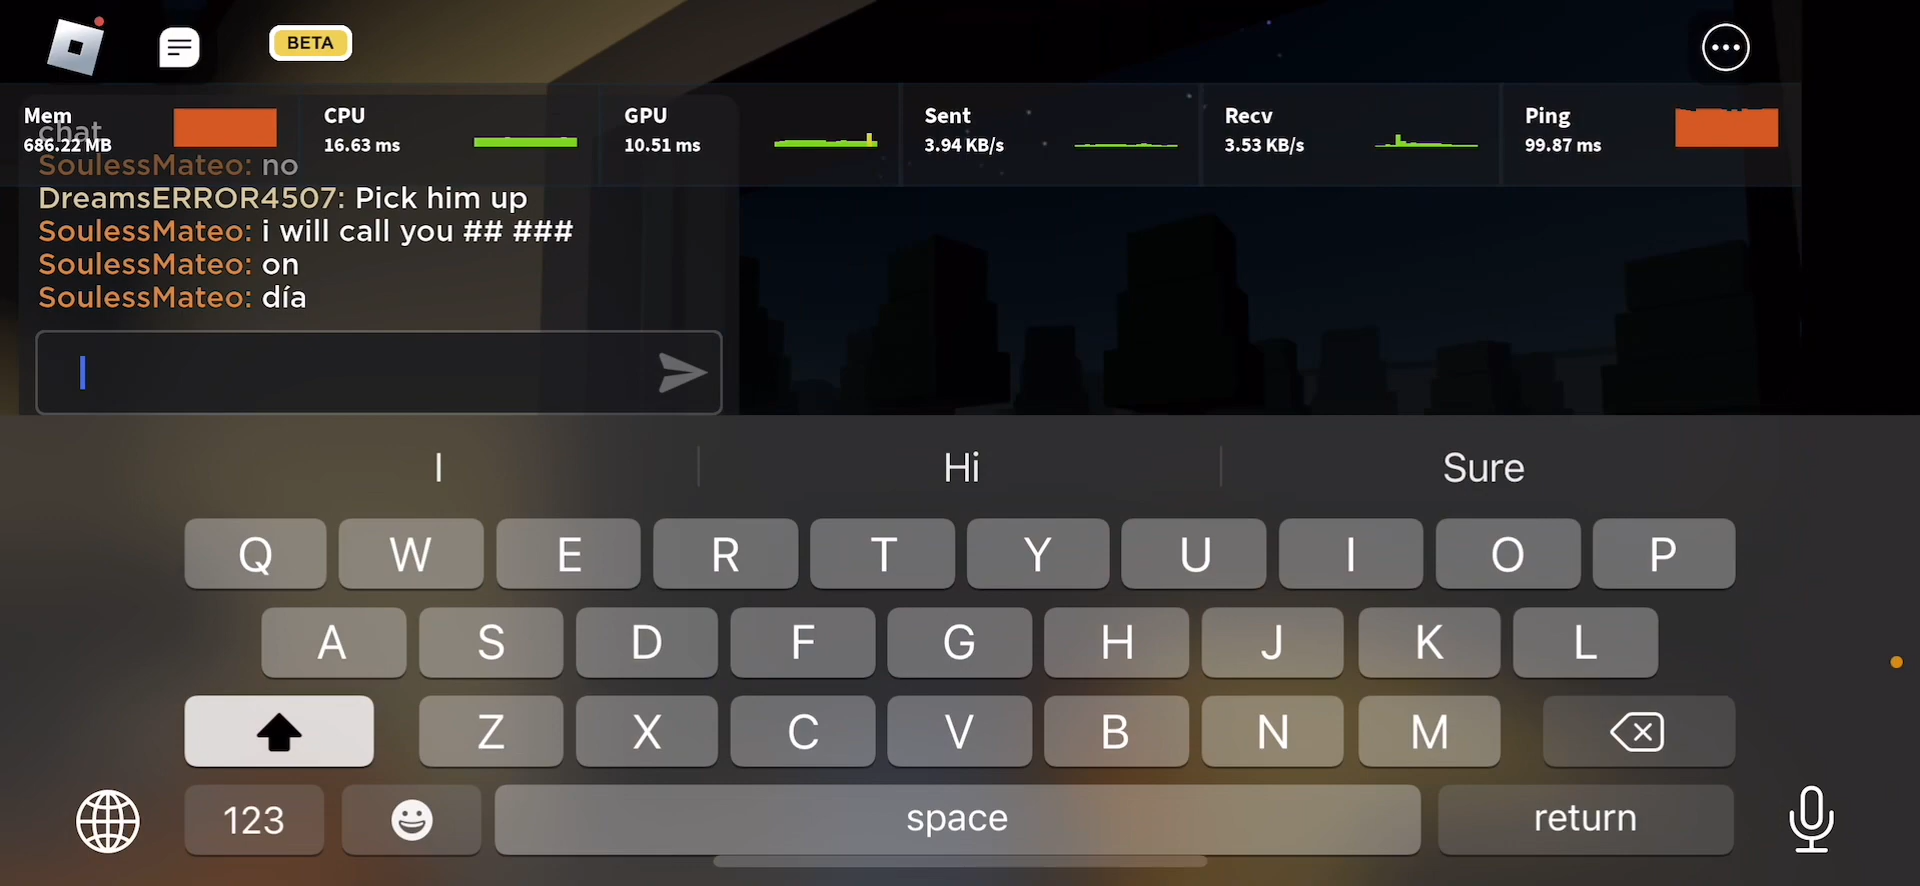 BETA
Mem
686.22 MB
CPU
16.63 ms
GPU
10.51 ms
Sent
3.94 KB/s
Recv
3.53 KB/s
Ping
99.87 ms
chat
SoulessMateo: no
DreamsERROR4507: Pick him up
SoulessMateo: i will call you ## ###
SoulessMateo: on
SoulessMateo: día
I Hi Sure
Q W E R T Y U I O P
A S D F G H J K L
Z X C V B N M
123 space return